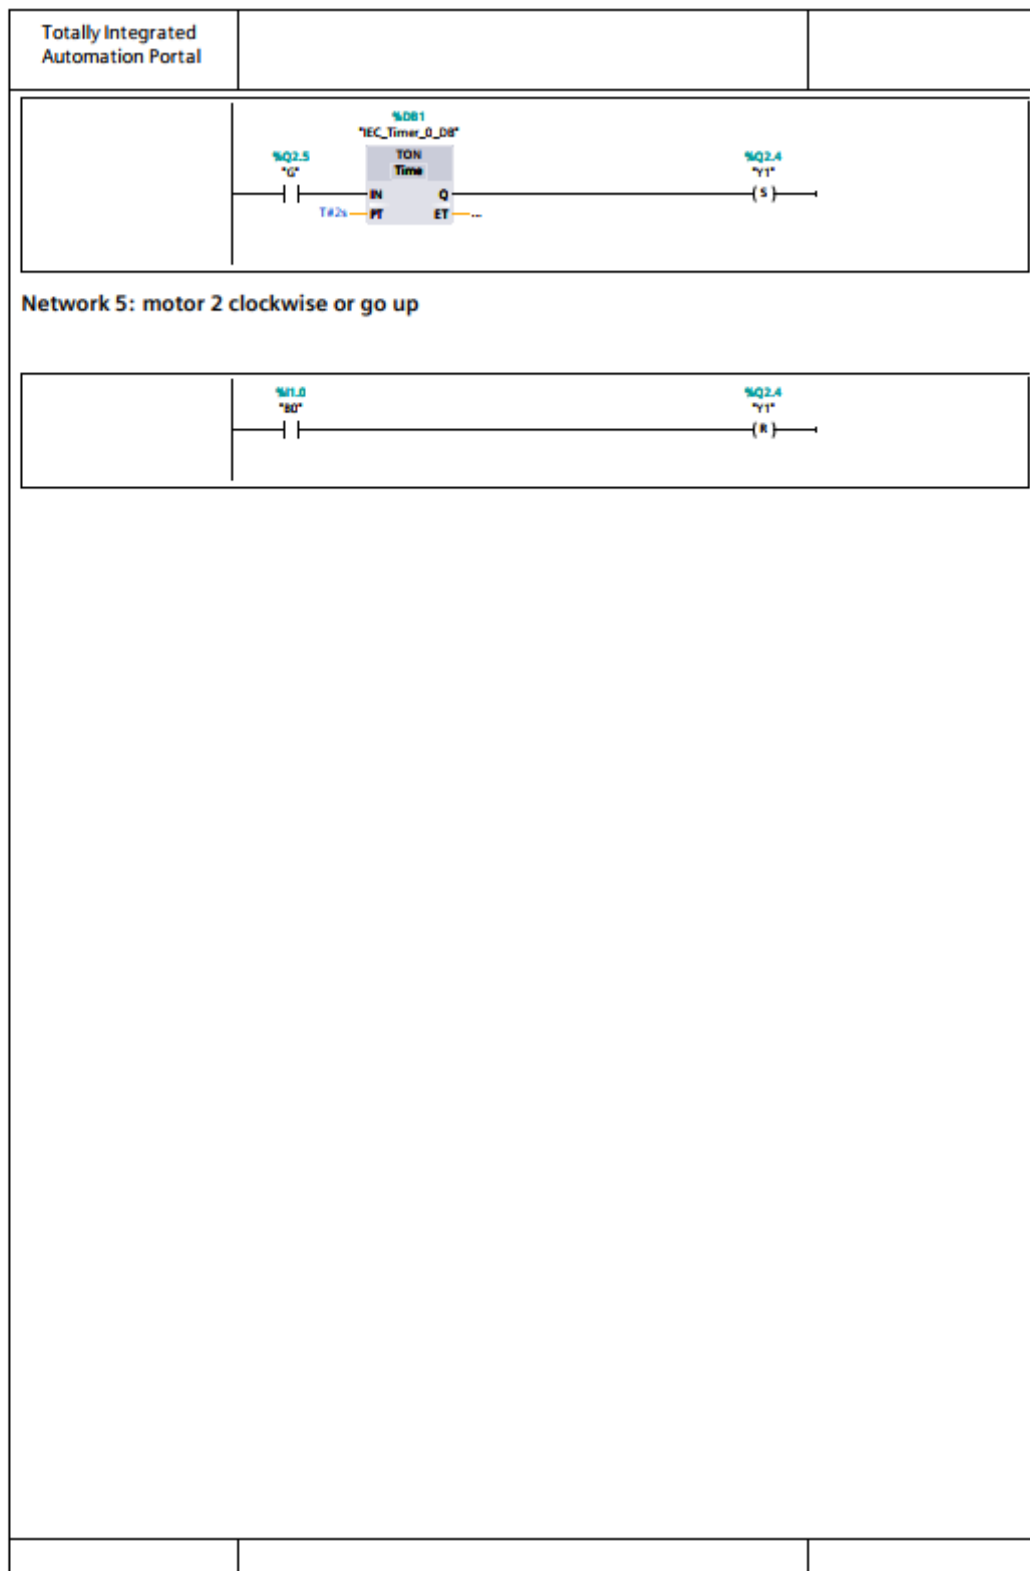 Totally Integrated
Automation Portal
%DB1
"IEC_Timer_0_DB"
%Q2.5
"G"
TON
Time
%Q2.4
"Y1"
IN
Q
( S )
T#2s
PT
ET
...
Network 5: motor 2 clockwise or go up
%I1.0
"B0"
%Q2.4
"Y1"
( R )